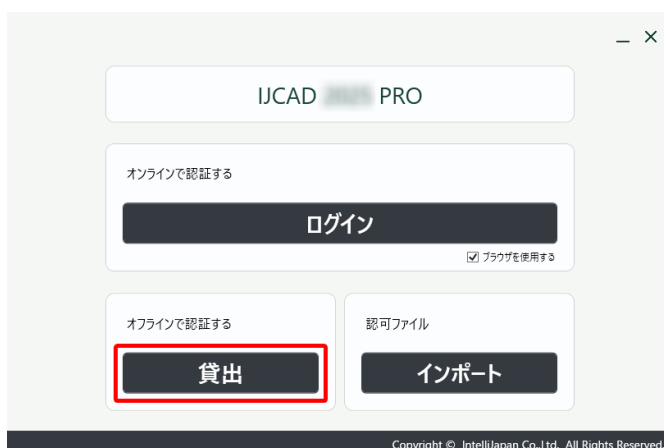 IJCAD PRO
オンラインで認証する
ログイン
ブラウザを使用する
オフラインで認証する
貸出
認可ファイル
インポート
Copyright © IntelliJapan Co.,Ltd. All Rights Reserved.